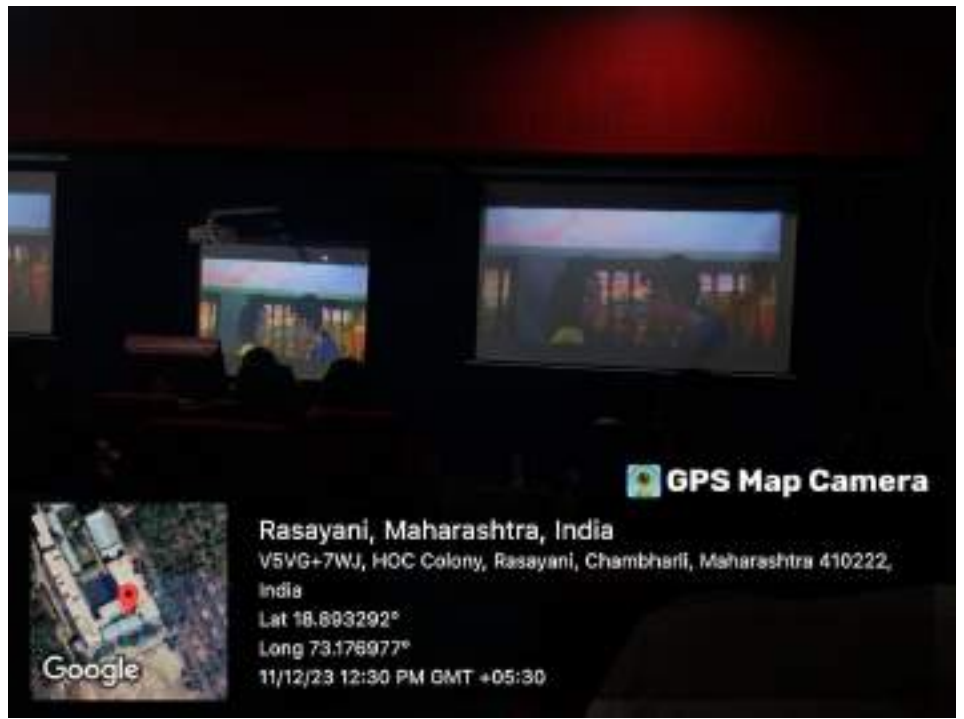 GPS Map Camera
Rasayani, Maharashtra, India
V5VG+7WJ, HOC Colony, Rasayani, Chambharli, Maharashtra 410222,
India
Lat 18.893292°
Long 73.176977°
11/12/23 12:30 PM GMT +05:30
Google